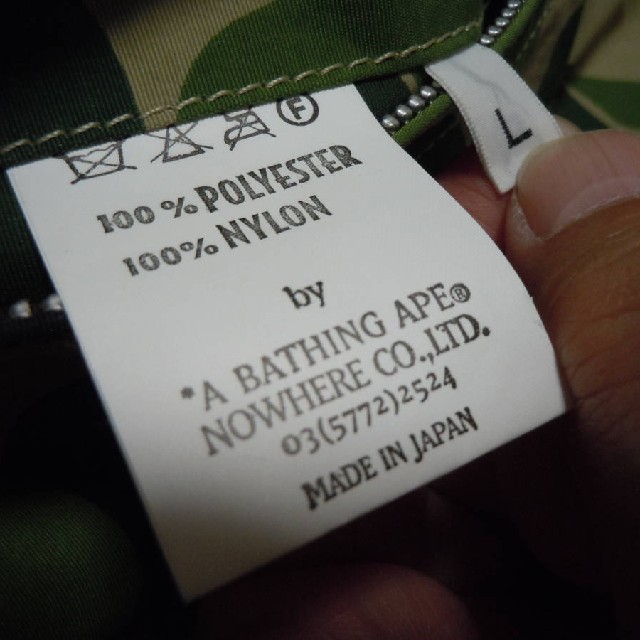 F
L
100 % POLYESTER
100% NYLON
by
*A BATHING APE®
NOWHERE CO.,LTD.
03(5772)2524
MADE IN JAPAN